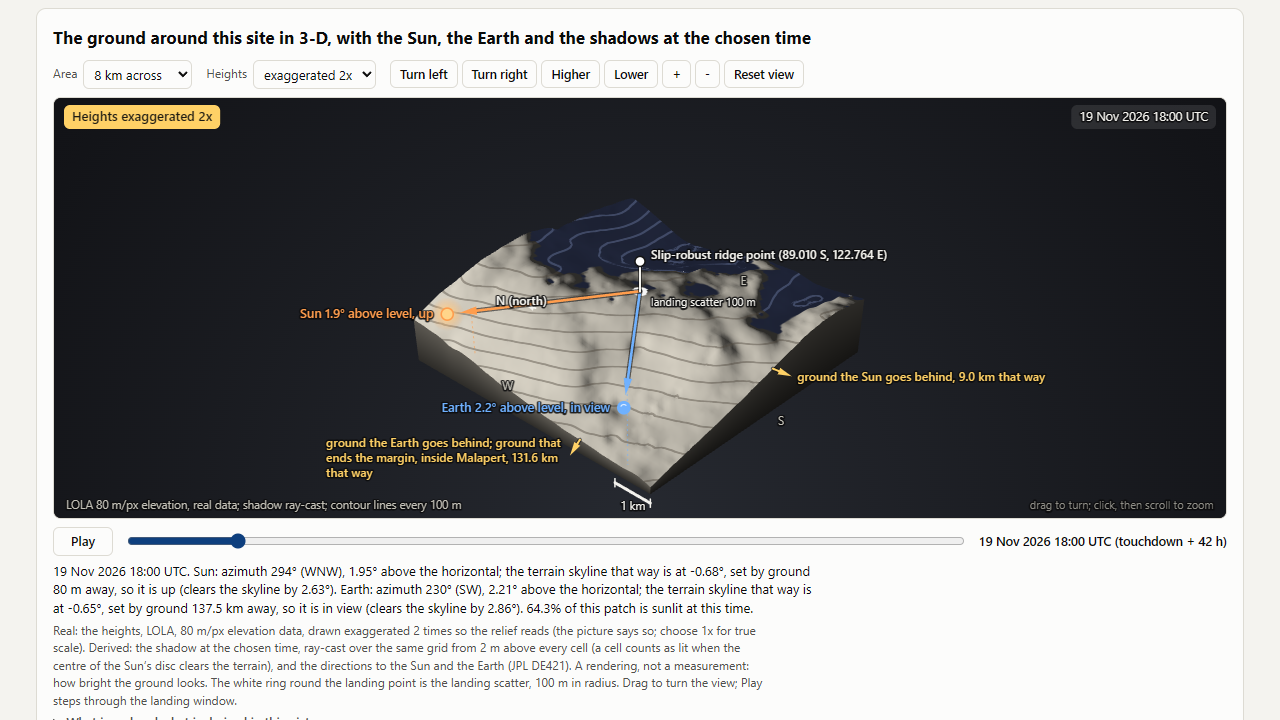 The ground around this site in 3-D, with the Sun, the Earth and the shadows at the chosen time
Area 8 km across Heights exaggerated 2x Turn left Turn right Higher Lower + - Reset view
Heights exaggerated 2x
19 Nov 2026 18:00 UTC
Slip-robust ridge point (89.010 S, 122.764 E)
E
N (north)
landing scatter 100 m
Sun 1.9° above level, up
ground the Sun goes behind, 9.0 km that way
W
Earth 2.2° above level, in view
S
ground the Earth goes behind; ground that
ends the margin, inside Malapert, 131.6 km
that way
1 km
LOLA 80 m/px elevation, real data; shadow ray-cast; contour lines every 100 m
drag to turn; click, then scroll to zoom
Play 19 Nov 2026 18:00 UTC (touchdown + 42 h)
19 Nov 2026 18:00 UTC. Sun: azimuth 294° (WNW), 1.95° above the horizontal; the terrain skyline that way is at -0.68°, set by ground
80 m away, so it is up (clears the skyline by 2.63°). Earth: azimuth 230° (SW), 2.21° above the horizontal; the terrain skyline that way is
at -0.65°, set by ground 137.5 km away, so it is in view (clears the skyline by 2.86°). 64.3% of this patch is sunlit at this time.
Real: the heights, LOLA, 80 m/px elevation data, drawn exaggerated 2 times so the relief reads (the picture says so; choose 1x for true
scale). Derived: the shadow at the chosen time, ray-cast over the same grid from 2 m above every cell (a cell counts as lit when the
centre of the Sun's disc clears the terrain), and the directions to the Sun and the Earth (JPL DE421). A rendering, not a measurement:
how bright the ground looks. The white ring round the landing point is the landing scatter, 100 m in radius. Drag to turn the view; Play
steps through the landing window.